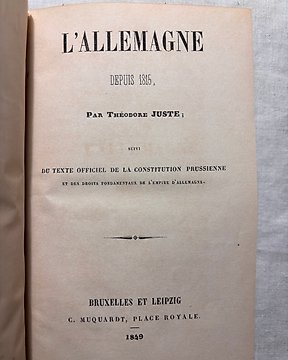 L'ALLEMAGNE
DEPUIS 1815,
PAR THÉODORE JUSTE;
SUIVI
DU TEXTE OFFICIEL DE LA CONSTITUTION PRUSSIENNE
ET DES DROITS FONDAMENTAUX DE L'EMPIRE D'ALLEMAGNE.
BRUXELLES ET LEIPZIG
C. MUQUARDT, PLACE ROYALE.
1849